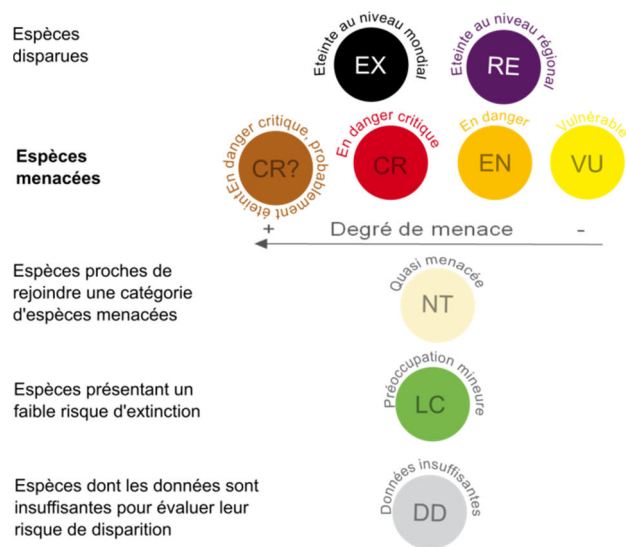 Espèces
disparues
Eteinte au niveau mondial
EX
Eteinte au niveau régional
RE
Espèces
menacées
En danger critique, probablement éteint
CR?
En danger critique
CR
En danger
EN
Vulnérable
VU
+ Degré de menace -
Espèces proches de
rejoindre une catégorie
d'espèces menacées
Quasi menacée
NT
Espèces présentant un
faible risque d'extinction
Préoccupation mineure
LC
Espèces dont les données sont
insuffisantes pour évaluer leur
risque de disparition
Données insuffisantes
DD